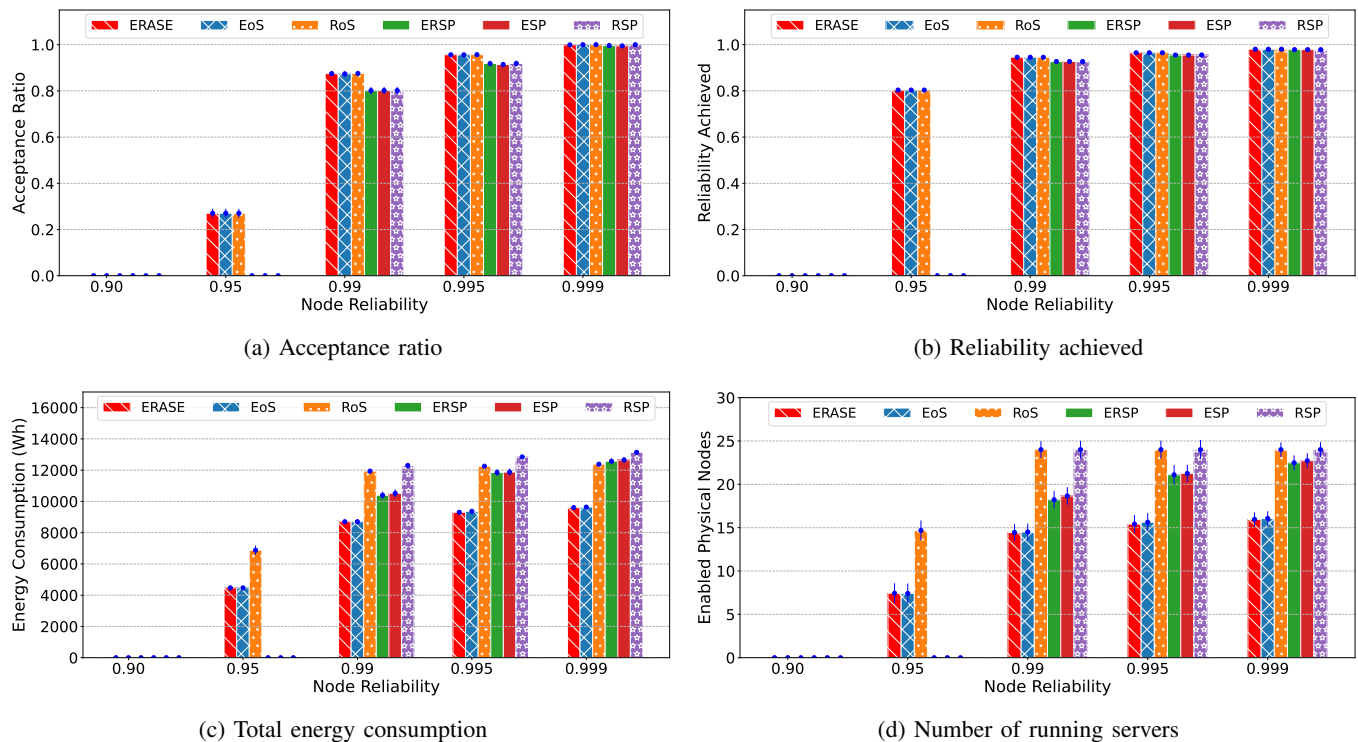 ERASE EoS RoS ERSP ESP RSP
1.0
0.8
0.6
0.4
0.2
0.0
Acceptance Ratio
0.90 0.95 0.99 0.995 0.999
Node Reliability
(a) Acceptance ratio
ERASE EoS RoS ERSP ESP RSP
1.0
0.8
0.6
0.4
0.2
0.0
Reliability Achieved
0.90 0.95 0.99 0.995 0.999
Node Reliability
(b) Reliability achieved
ERASE EoS RoS ERSP ESP RSP
16000
14000
12000
10000
8000
6000
4000
2000
0
Energy Consumption (Wh)
0.90 0.95 0.99 0.995 0.999
Node Reliability
(c) Total energy consumption
ERASE EoS RoS ERSP ESP RSP
30
25
20
15
10
5
0
Enabled Physical Nodes
0.90 0.95 0.99 0.995 0.999
Node Reliability
(d) Number of running servers